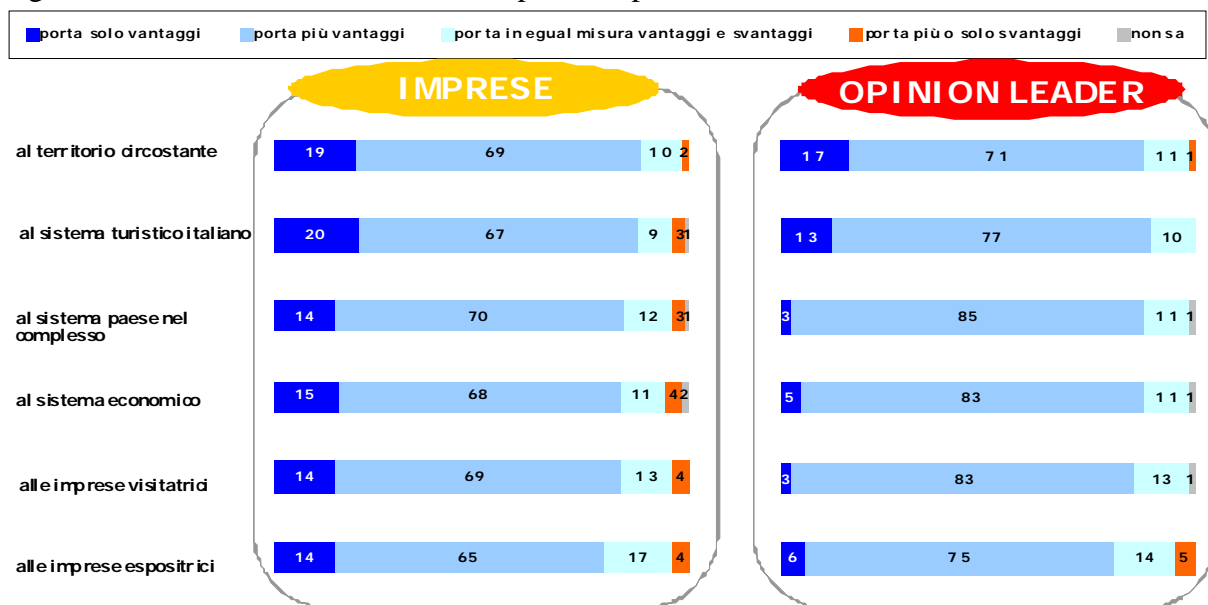 porta solo vantaggi porta più vantaggi porta in egual misura vantaggi e svantaggi porta più o solo svantaggi non sa
IMPRESE OPINION LEADER
al territorio circostante 19 69 10 2 17 71 11 1
al sistema turistico italiano 20 67 9 3 1 13 77 10
al sistema paese nel
complesso 14 70 12 3 1 3 85 11 1
al sistema economico 15 68 11 4 2 5 83 11 1
alle imprese visitatrici 14 69 13 4 3 83 13 1
alle imprese espositrici 14 65 17 4 6 75 14 5